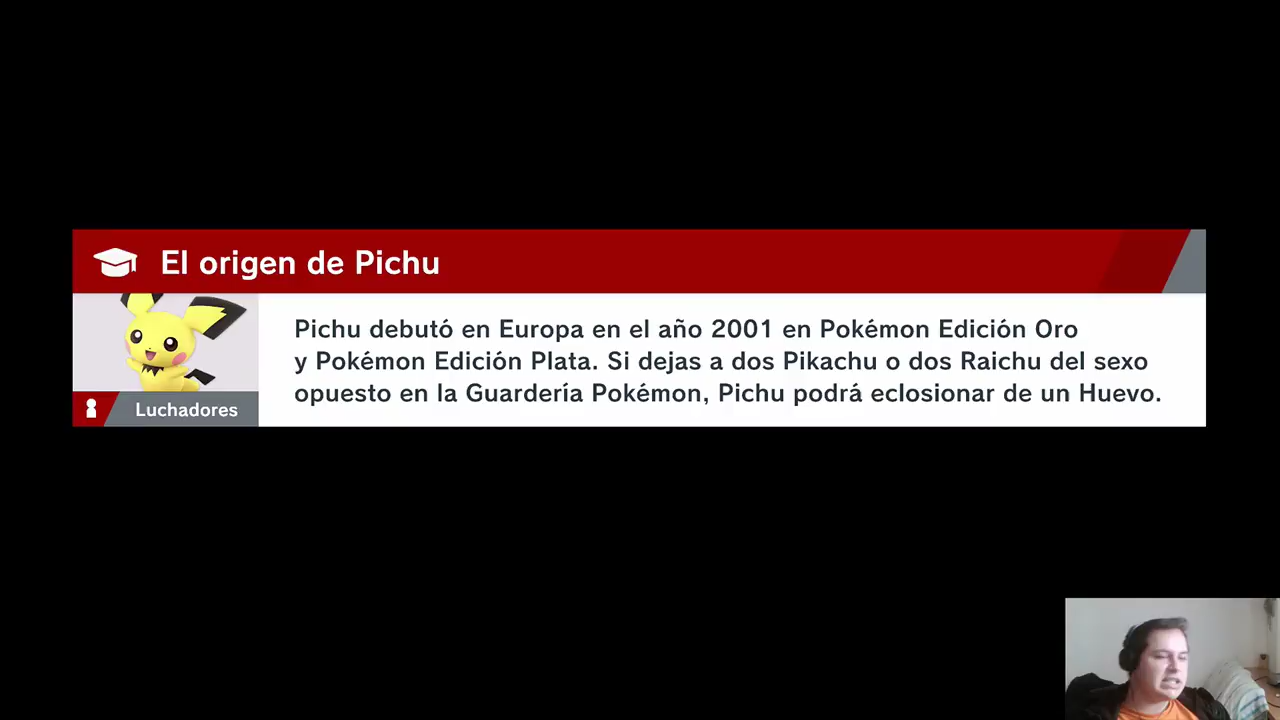 El origen de Pichu
Pichu debutó en Europa en el año 2001 en Pokémon Edición Oro
y Pokémon Edición Plata. Si dejas a dos Pikachu o dos Raichu del sexo
opuesto en la Guardería Pokémon, Pichu podrá eclosionar de un Huevo.
Luchadores